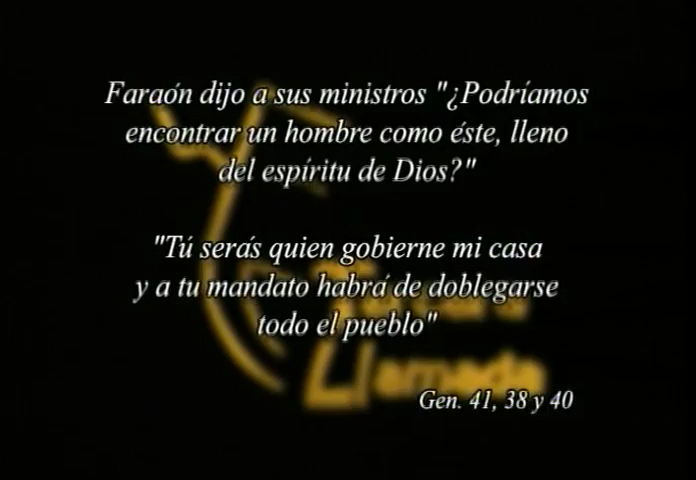 Faraón dijo a sus ministros "¿Podríamos
encontrar un hombre como éste, lleno
del espíritu de Dios?"
"Tú serás quien gobierne mi casa
y a tu mandato habrá de doblegarse
todo el pueblo"
Llamada
Gen. 41, 38 y 40